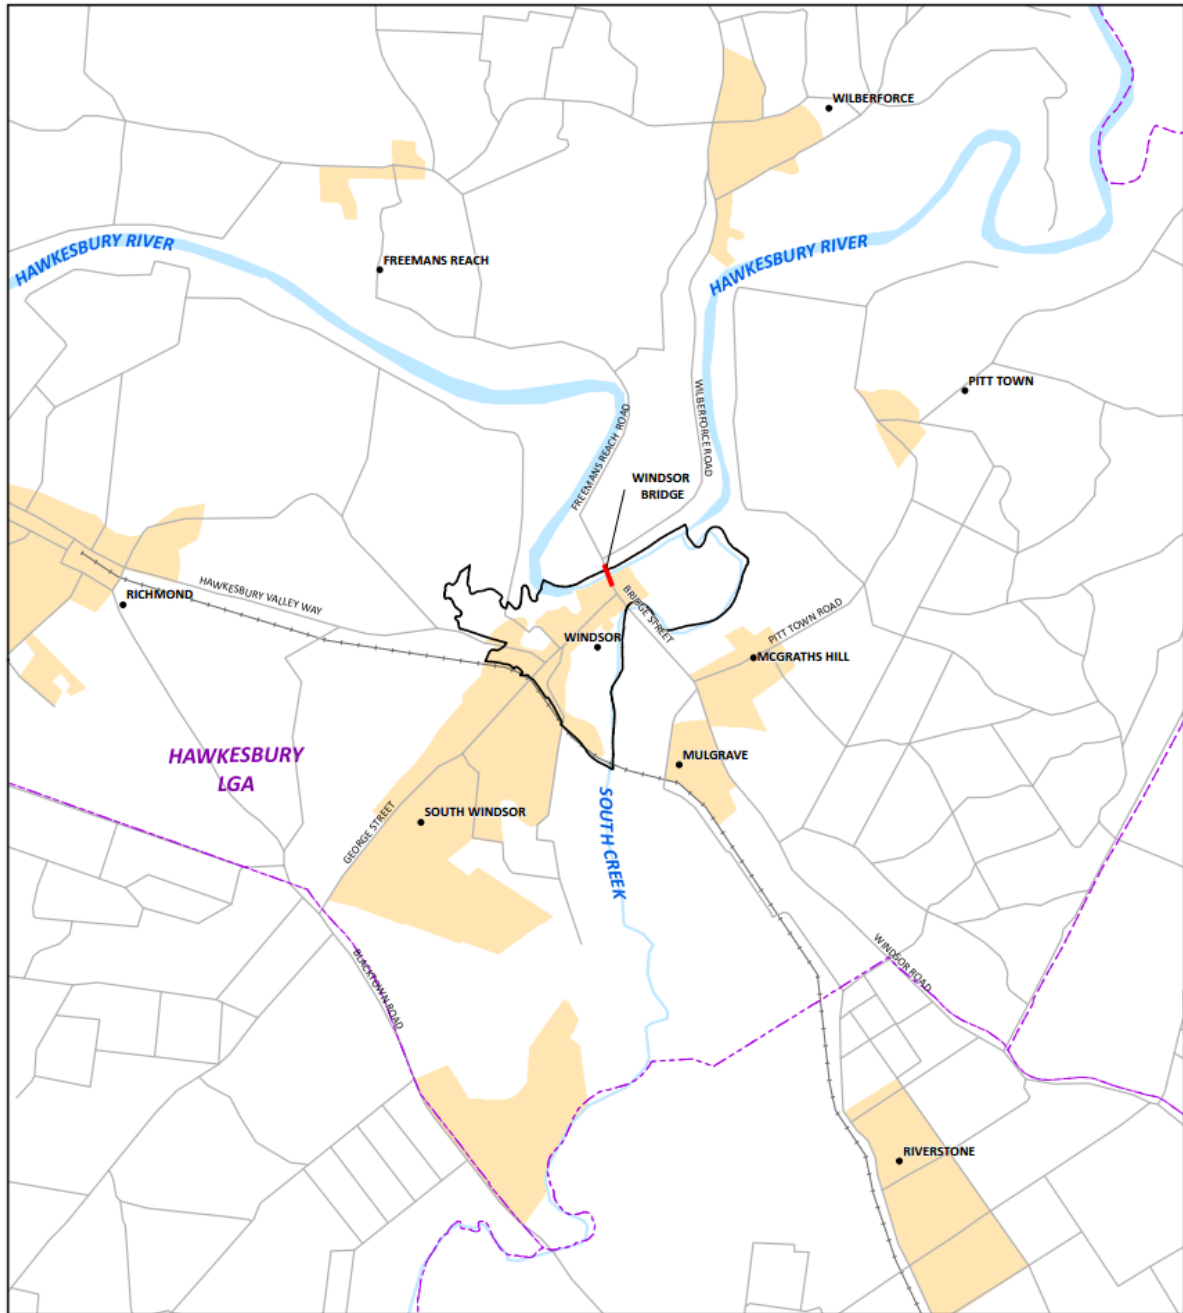 WILBERFORCE
HAWKESBURY RIVER
FREEMANS REACH
HAWKESBURY RIVER
PITT TOWN
WILBERFORCE ROAD
FREEMANS REACH ROAD
WINDSOR
BRIDGE
HAWKESBURY VALLEY WAY
RICHMOND
BRIDGE STREET
PITT TOWN ROAD
WINDSOR
MCGRATHS HILL
HAWKESBURY
LGA
MULGRAVE
SOUTH WINDSOR
GEORGE STREET
SOUTH CREEK
BLACKTOWN ROAD
WINDSOR ROAD
RIVERSTONE